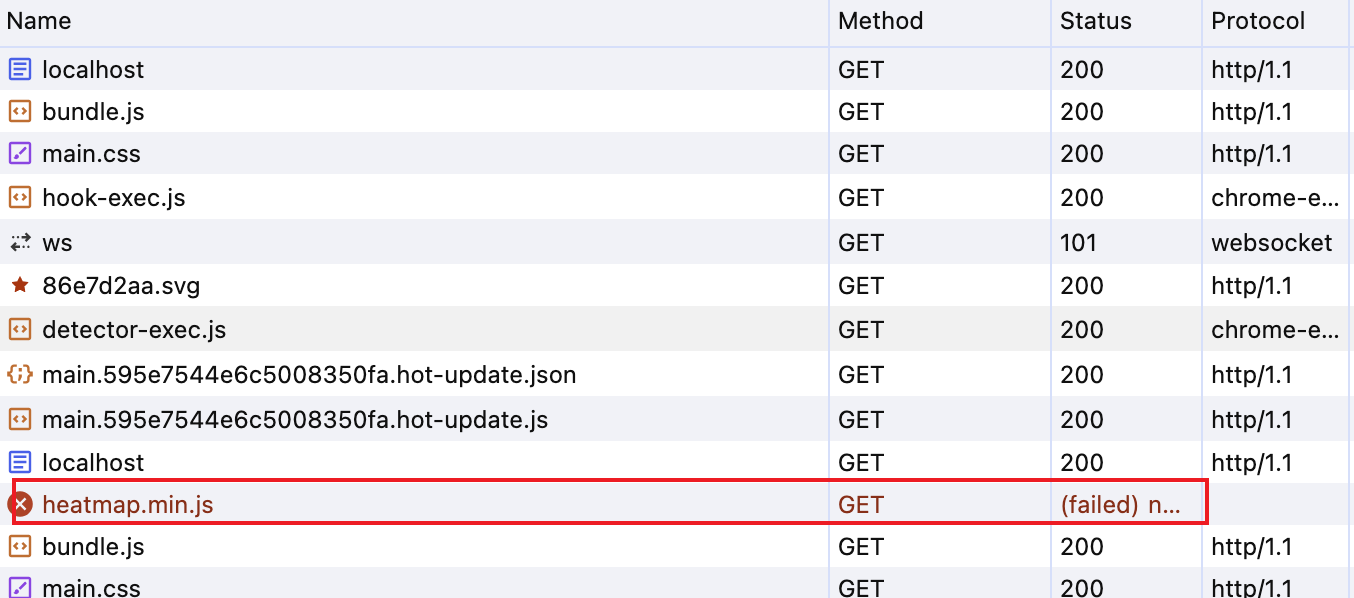 Name Method Status Protocol
localhost GET 200 http/1.1
bundle.js GET 200 http/1.1
main.css GET 200 http/1.1
hook-exec.js GET 200 chrome-e...
ws GET 101 websocket
86e7d2aa.svg GET 200 http/1.1
detector-exec.js GET 200 chrome-e...
main.595e7544e6c5008350fa.hot-update.json GET 200 http/1.1
main.595e7544e6c5008350fa.hot-update.js GET 200 http/1.1
localhost GET 200 http/1.1
heatmap.min.js GET (failed) n...
bundle.js GET 200 http/1.1
main.css GET 200 http/1.1